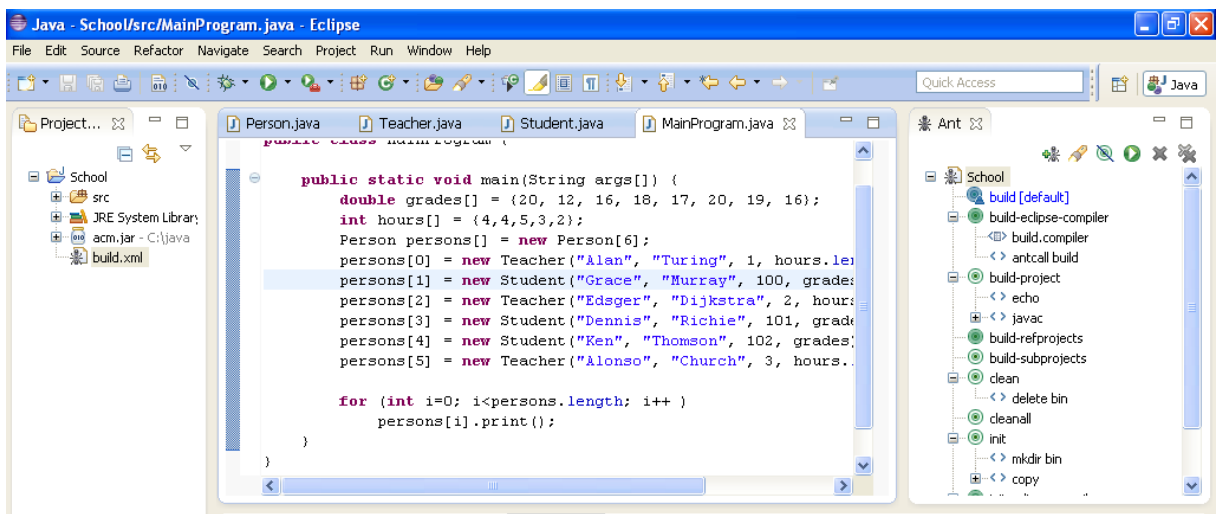 Java - School/src/MainProgram.java - Eclipse
File Edit Source Refactor Navigate Search Project Run Window Help
Quick Access
Java
Project...
School
src
JRE System Library
acm.jar - C:\java
build.xml
Person.java Teacher.java Student.java MainProgram.java
public class MainProgram {
public static void main(String args[]) {
double grades[] = {20, 12, 16, 18, 17, 20, 19, 16};
int hours[] = {4,4,5,3,2};
Person persons[] = new Person[6];
persons[0] = new Teacher("Alan", "Turing", 1, hours.len
persons[1] = new Student("Grace", "Murray", 100, grades
persons[2] = new Teacher("Edsger", "Dijkstra", 2, hours
persons[3] = new Student("Dennis", "Richie", 101, grade
persons[4] = new Student("Ken", "Thomson", 102, grades)
persons[5] = new Teacher("Alonso", "Church", 3, hours.
for (int i=0; i<persons.length; i++ )
persons[i].print();
}
}
Ant
School
build [default]
build-eclipse-compiler
build.compiler
antcall build
build-project
echo
javac
build-refprojects
build-subprojects
clean
delete bin
cleanall
init
mkdir bin
copy